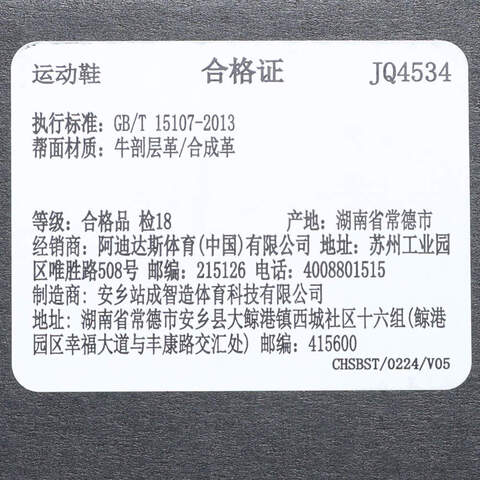 运动鞋 合格证 JQ4534
执行标准: GB/T 15107-2013
帮面材质: 牛剖层革/合成革
等级: 合格品 检18 产地: 湖南省常德市
经销商: 阿迪达斯体育(中国)有限公司 地址: 苏州工业园
区唯胜路508号 邮编: 215126 电话: 4008801515
制造商: 安乡站成智造体育科技有限公司
地址: 湖南省常德市安乡县大鲸港镇西城社区十六组(鲸港
园区幸福大道与丰康路交汇处) 邮编: 415600
CHSBST/0224/V05